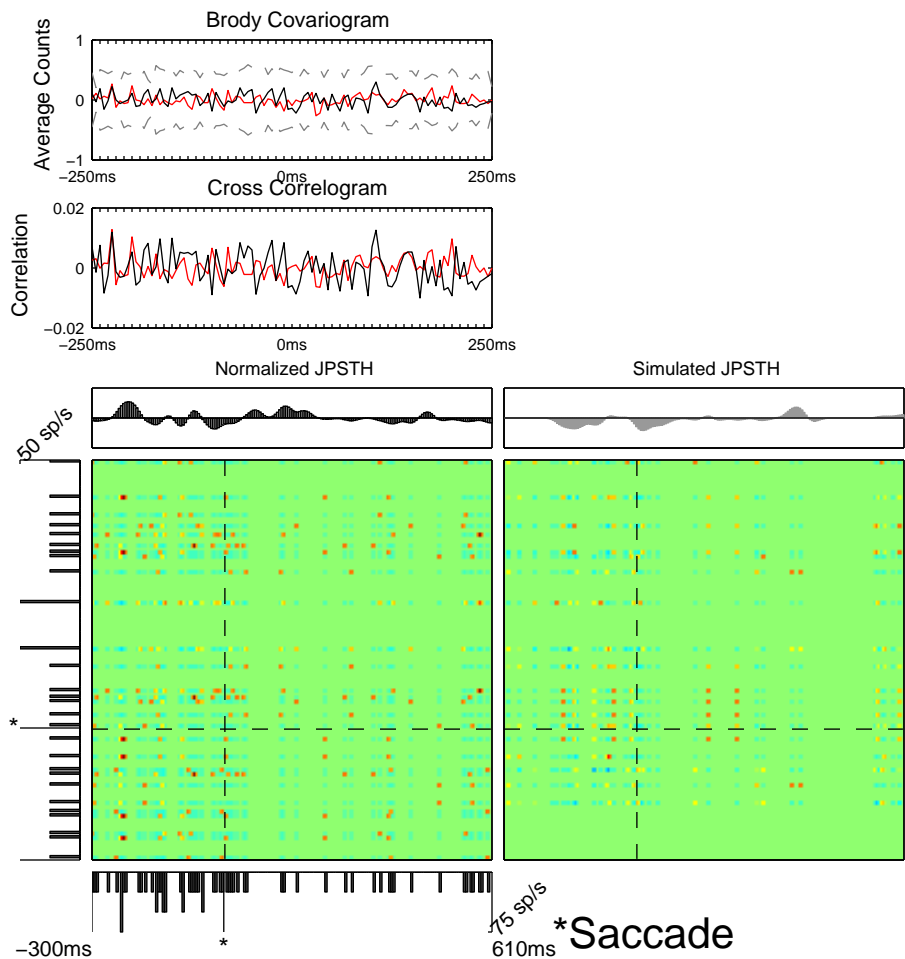 Brody Covariogram
Average Counts
1
0
−1
−250ms
0ms
250ms
Cross Correlogram
Correlation
0.02
0
−0.02
−250ms
0ms
250ms
Normalized JPSTH
Simulated JPSTH
50 sp/s
*
*
75 sp/s
−300ms
610ms
*Saccade